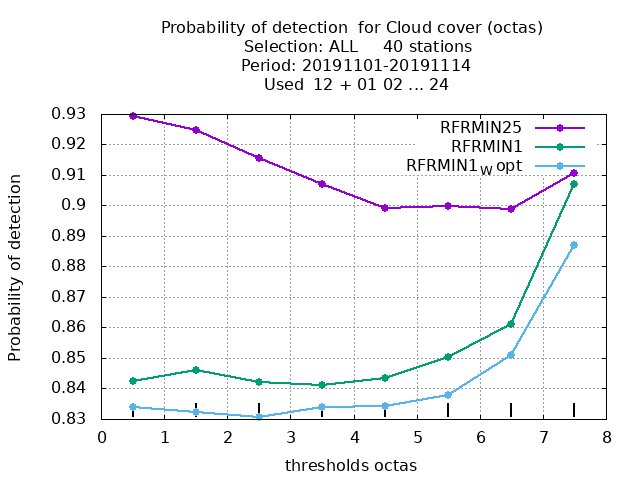 Probability of detection  for Cloud cover (octas)
Selection: ALL     40 stations
Period: 20191101-20191114
Used  12 + 01 02 ... 24
RFRMIN25
RFRMIN1
RFRMIN1W opt
Probability of detection
0.93
0.92
0.91
0.9
0.89
0.88
0.87
0.86
0.85
0.84
0.83
0 1 2 3 4 5 6 7 8
thresholds octas